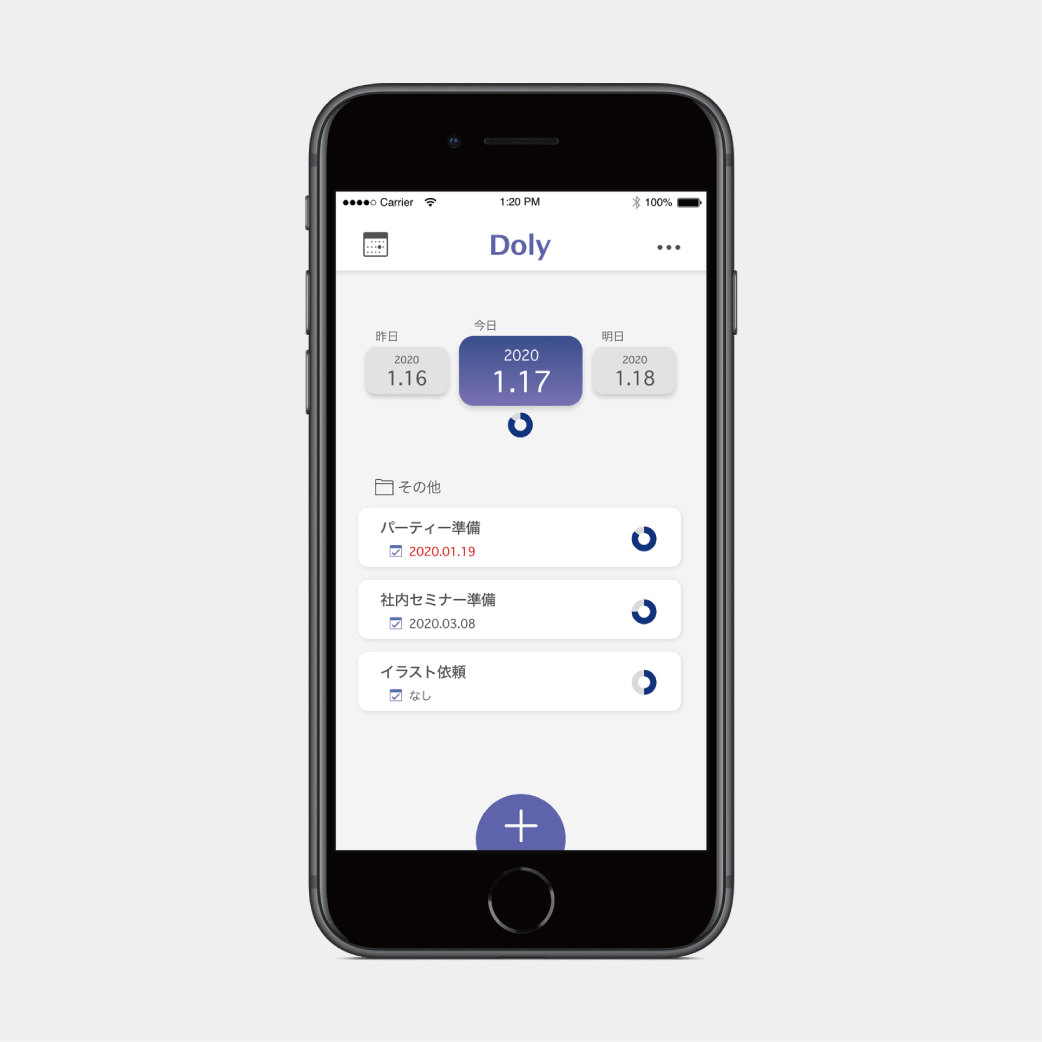 Carrier
1:20 PM
100%
Doly
昨日
今日
明日
2020
1.16
2020
1.17
2020
1.18
その他
パーティー準備
2020.01.19
社内セミナー準備
2020.03.08
イラスト依頼
なし